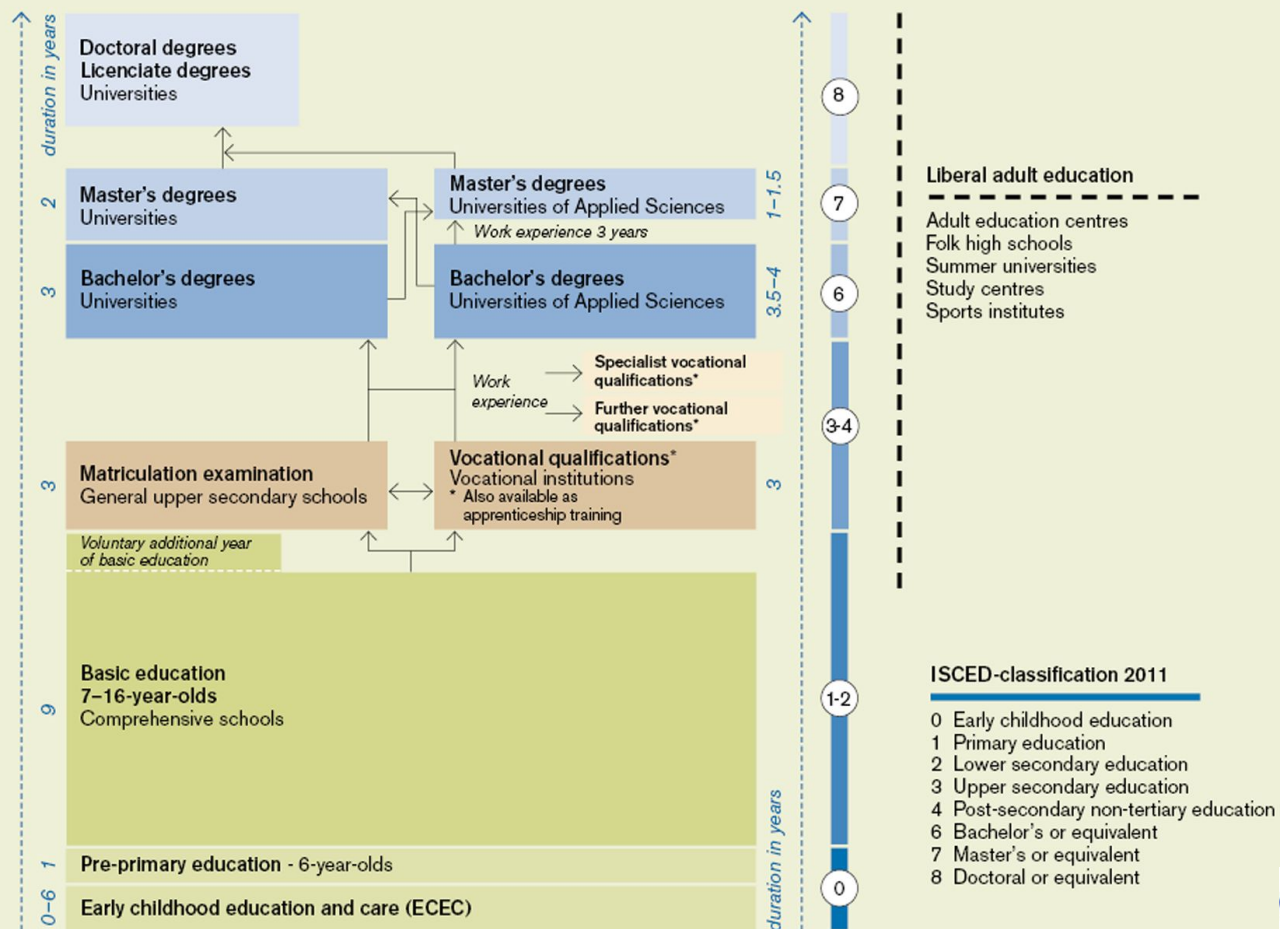 duration in years
Doctoral degrees
Licenciate degrees
Universities
8
2
Master's degrees
Universities
Master's degrees
Universities of Applied Sciences
1–1.5
7
Work experience 3 years
3
Bachelor's degrees
Universities
Bachelor's degrees
Universities of Applied Sciences
3.5–4
6
Work
experience
Specialist vocational
qualifications*
Further vocational
qualifications*
3-4
3
Matriculation examination
General upper secondary schools
Vocational qualifications*
Vocational institutions
* Also available as
apprenticeship training
3
Voluntary additional year
of basic education
9
Basic education
7–16-year-olds
Comprehensive schools
1-2
1
Pre-primary education - 6-year-olds
0–6
Early childhood education and care (ECEC)
duration in years
0
Liberal adult education
Adult education centres
Folk high schools
Summer universities
Study centres
Sports institutes
ISCED-classification 2011
0 Early childhood education
1 Primary education
2 Lower secondary education
3 Upper secondary education
4 Post-secondary non-tertiary education
6 Bachelor's or equivalent
7 Master's or equivalent
8 Doctoral or equivalent